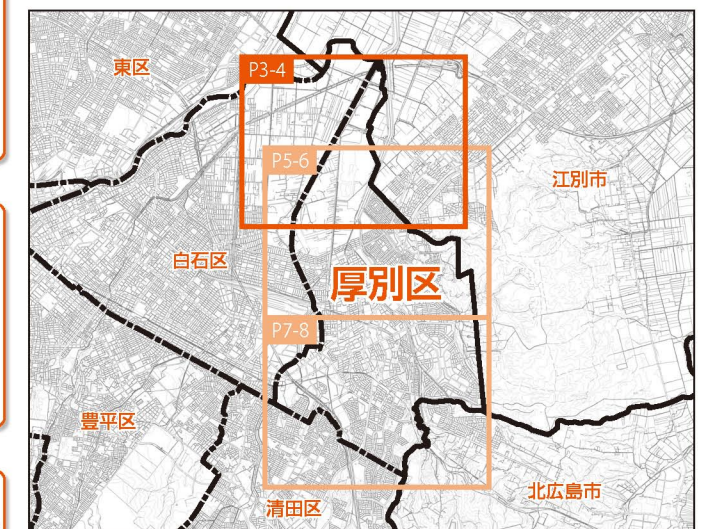 東区
P3-4
P5-6
江別市
白石区
厚別区
P7-8
豊平区
清田区
北広島市